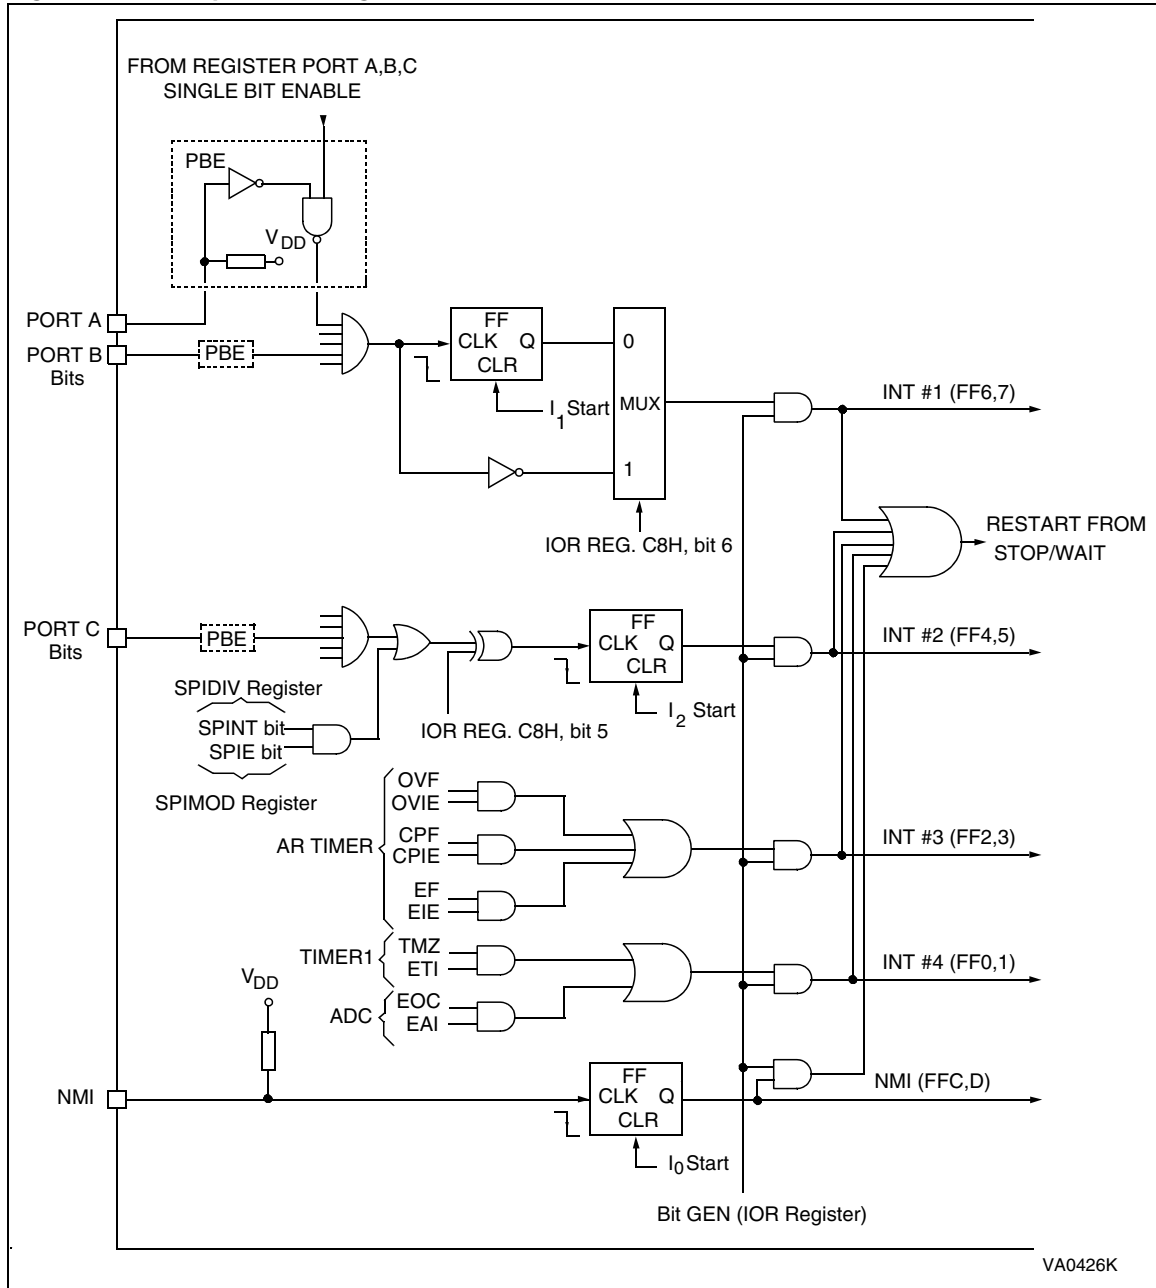 FROM REGISTER PORT A,B,C
SINGLE BIT ENABLE
PBE
VDD
PORT A
PORT B
Bits
PBE
FF
CLK Q
CLR
I1 Start
0
MUX
1
IOR REG. C8H, bit 6
INT #1 (FF6,7)
RESTART FROM
STOP/WAIT
PORT C
Bits
PBE
FF
CLK Q
CLR
I2 Start
INT #2 (FF4,5)
SPIDIV Register
SPINT bit
SPIE bit
SPIMOD Register
IOR REG. C8H, bit 5
AR TIMER
OVF
OVIE
CPF
CPIE
EF
EIE
INT #3 (FF2,3)
TIMER1
TMZ
ETI
ADC
EOC
EAI
INT #4 (FF0,1)
VDD
NMI
FF
CLK Q
CLR
I0 Start
NMI (FFC,D)
Bit GEN (IOR Register)
VA0426K